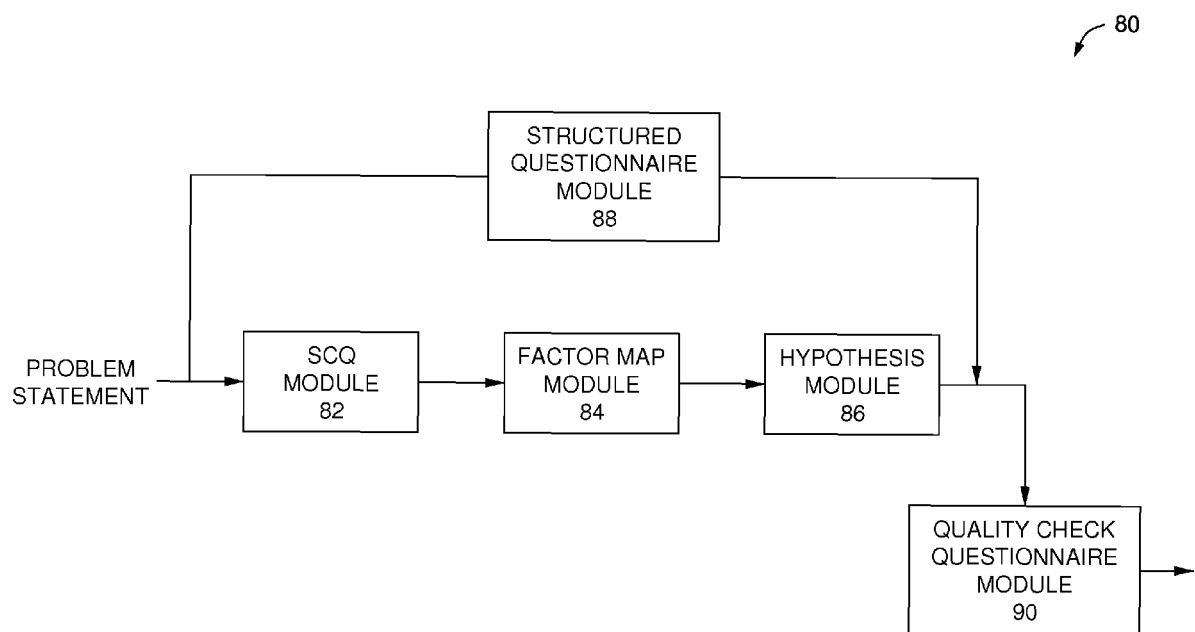 80
STRUCTURED
QUESTIONNAIRE
MODULE
88
PROBLEM
STATEMENT
SCQ
MODULE
82
FACTOR MAP
MODULE
84
HYPOTHESIS
MODULE
86
QUALITY CHECK
QUESTIONNAIRE
MODULE
90